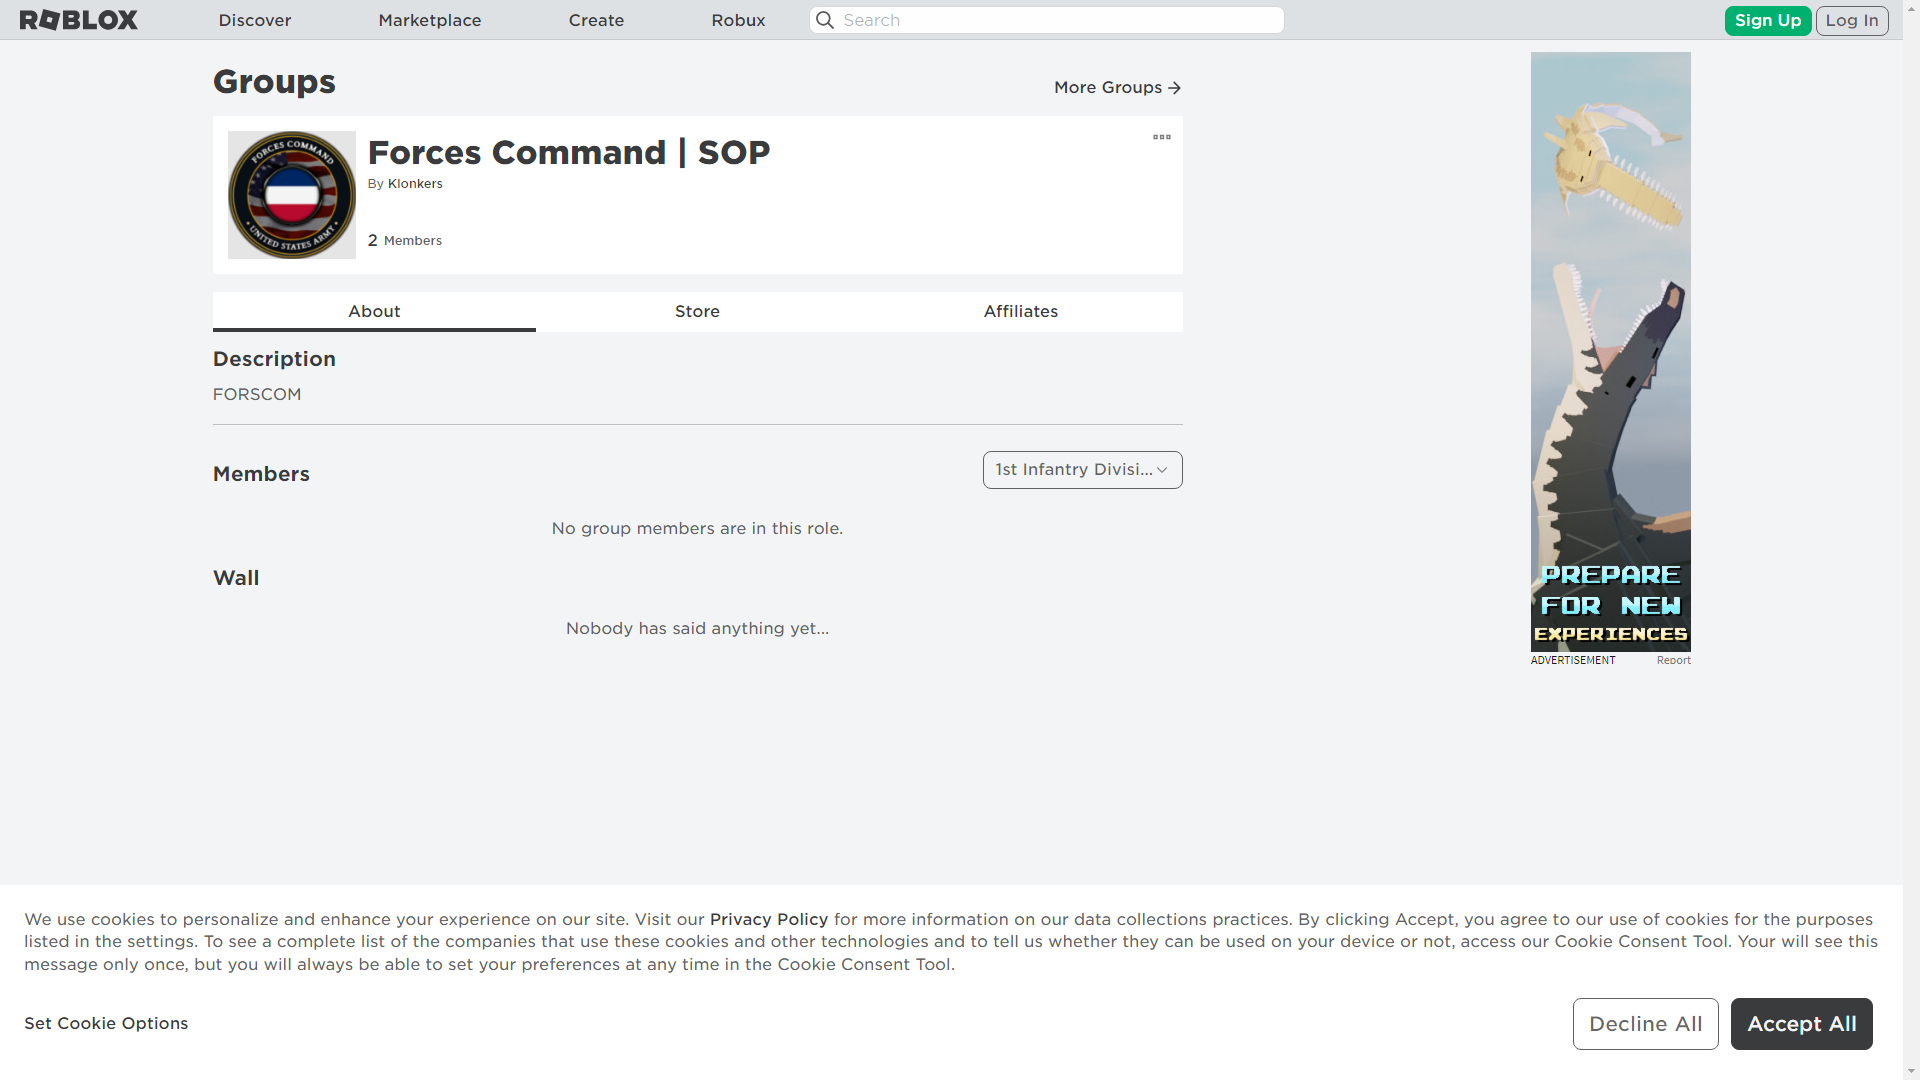 ROBLOX
Discover
Marketplace
Create
Robux
Search
Sign Up
Log In
Groups
More Groups
FORCES COMMAND
UNITED STATES ARMY
Forces Command | SOP
By Klonkers
2 Members
About
Store
Affiliates
Description
FORSCOM
Members
1st Infantry Divisi...
No group members are in this role.
Wall
Nobody has said anything yet...
PREPARE
FOR NEW
EXPERIENCES
ADVERTISEMENT
Report
We use cookies to personalize and enhance your experience on our site. Visit our Privacy Policy for more information on our data collections practices. By clicking Accept, you agree to our use of cookies for the purposes
listed in the settings. To see a complete list of the companies that use these cookies and other technologies and to tell us whether they can be used on your device or not, access our Cookie Consent Tool. Your will see this
message only once, but you will always be able to set your preferences at any time in the Cookie Consent Tool.
Set Cookie Options
Decline All
Accept All